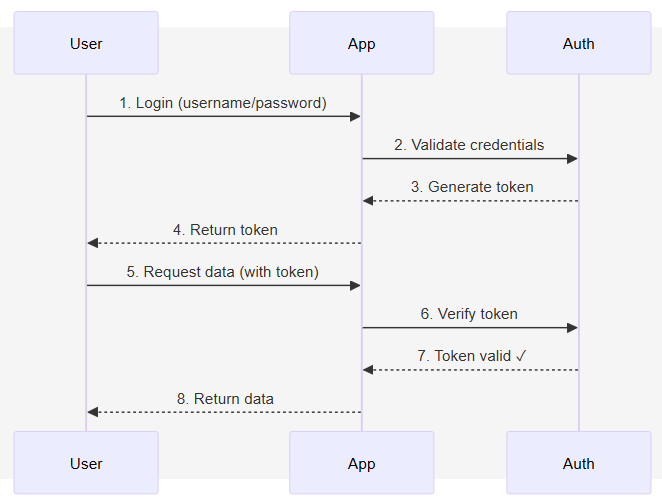 User
App
Auth
1. Login (username/password)
2. Validate credentials
3. Generate token
4. Return token
5. Request data (with token)
6. Verify token
7. Token valid ✓
8. Return data
User
App
Auth